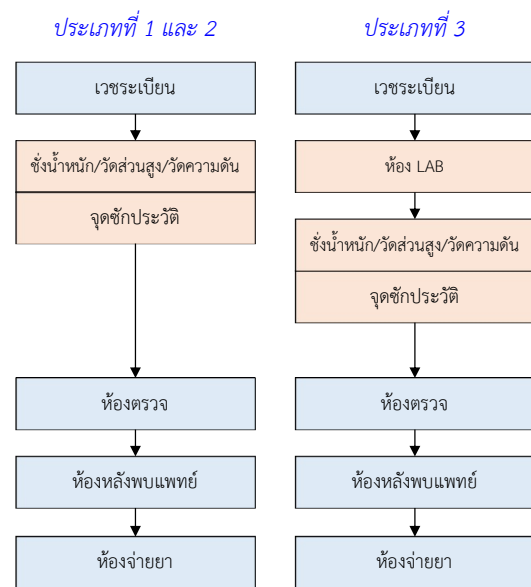 ประเภทที่ 1 และ 2
เวชระเบียน
ชั่งน้ำหนัก/วัดส่วนสูง/วัดความดัน
จุดซักประวัติ
ห้องตรวจ
ห้องหลังพบแพทย์
ห้องจ่ายยา
ประเภทที่ 3
เวชระเบียน
ห้อง LAB
ชั่งน้ำหนัก/วัดส่วนสูง/วัดความดัน
จุดซักประวัติ
ห้องตรวจ
ห้องหลังพบแพทย์
ห้องจ่ายยา